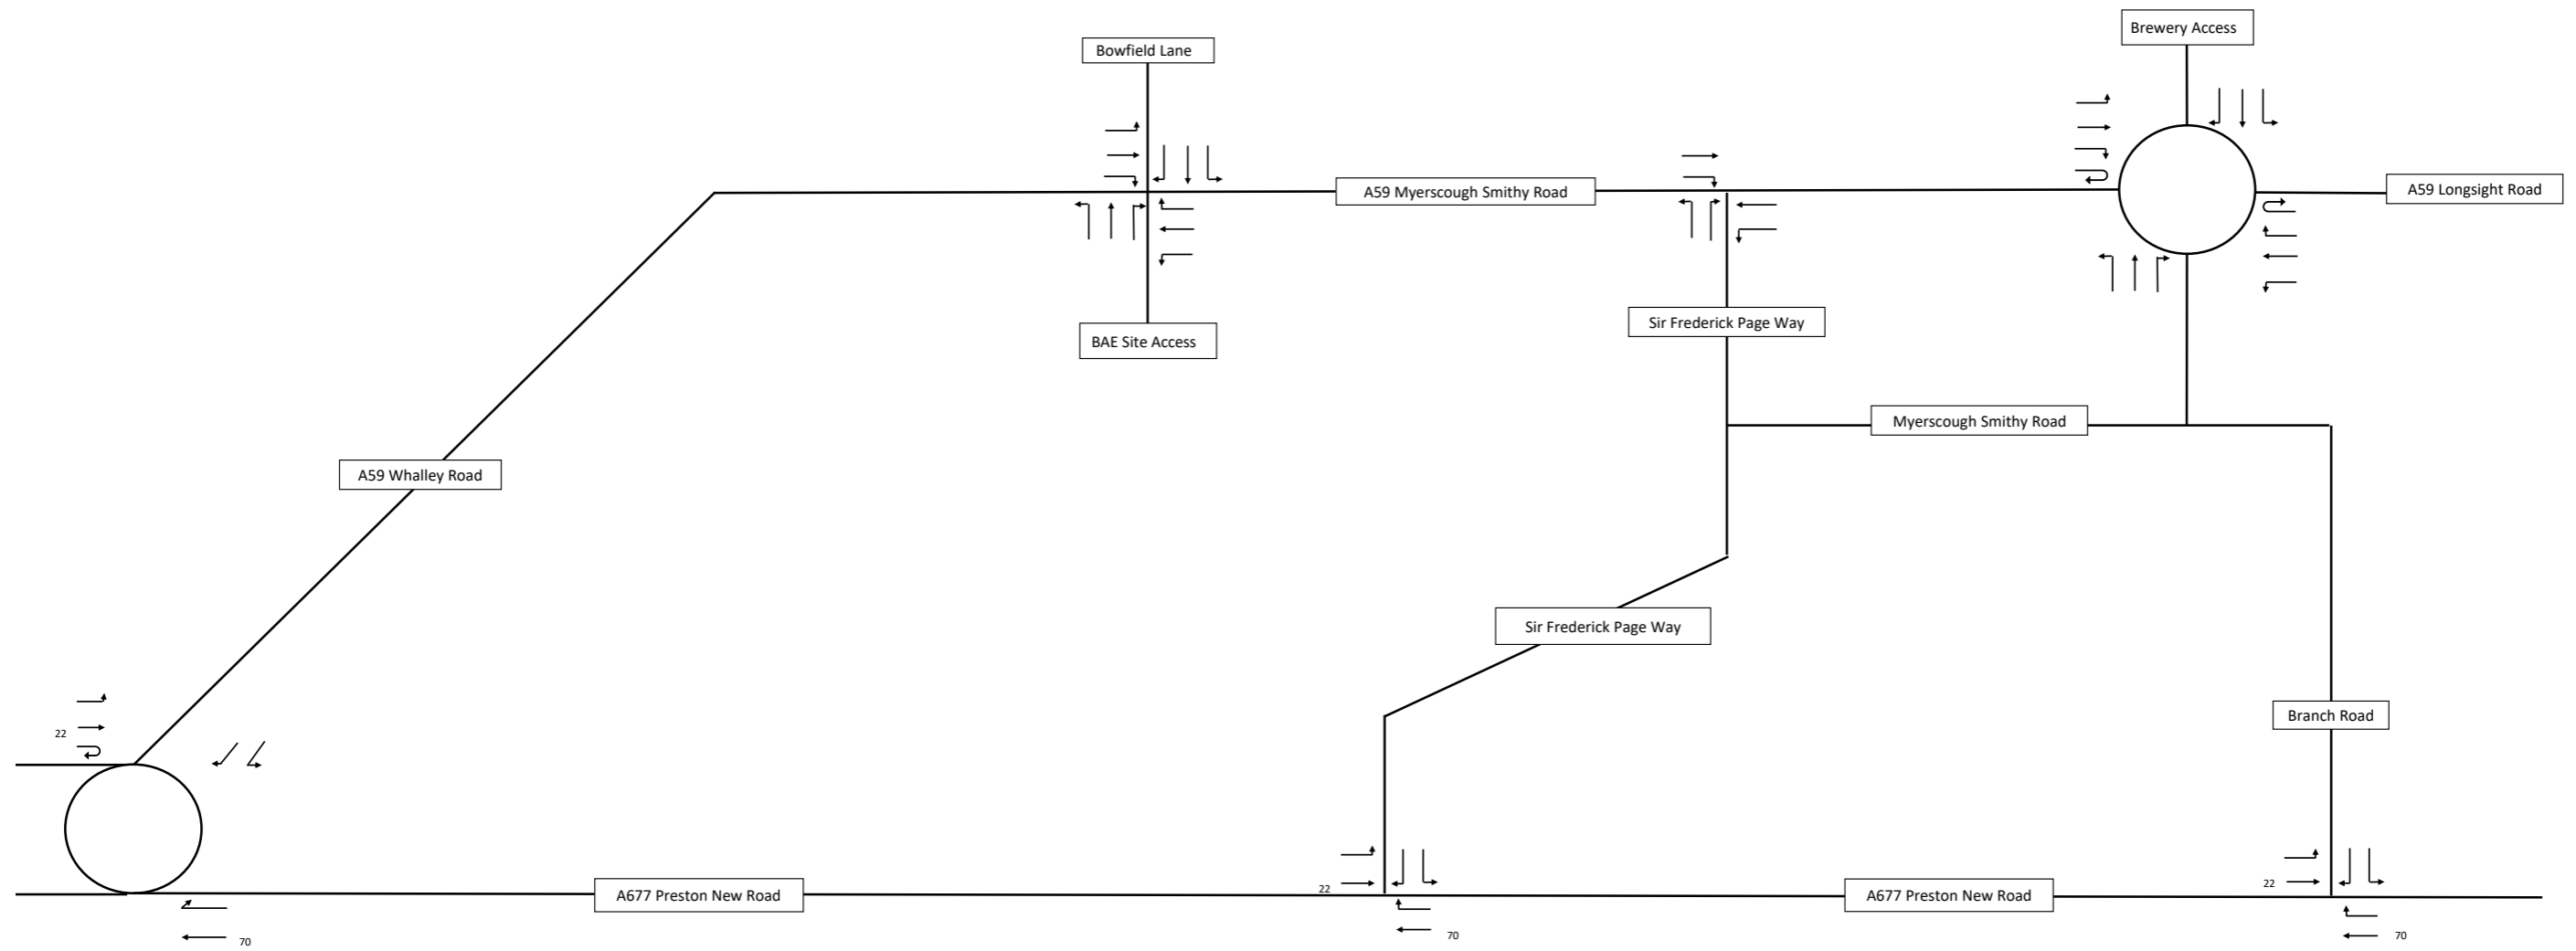 Brewery Access
Bowfield Lane
A59 Myerscough Smithy Road
A59 Longsight Road
Sir Frederick Page Way
BAE Site Access
Myerscough Smithy Road
A59 Whalley Road
Sir Frederick Page Way
Branch Road
22
22
22
A677 Preston New Road
A677 Preston New Road
70
70
70